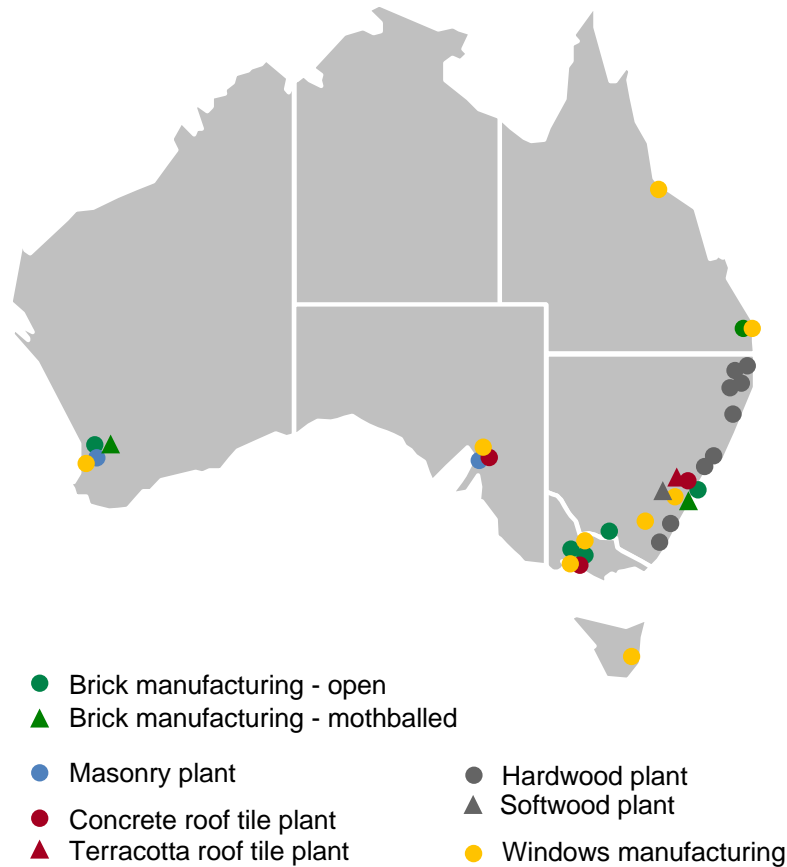 Brick manufacturing - open
Brick manufacturing - mothballed
Masonry plant
Concrete roof tile plant
Terracotta roof tile plant
Hardwood plant
Softwood plant
Windows manufacturing